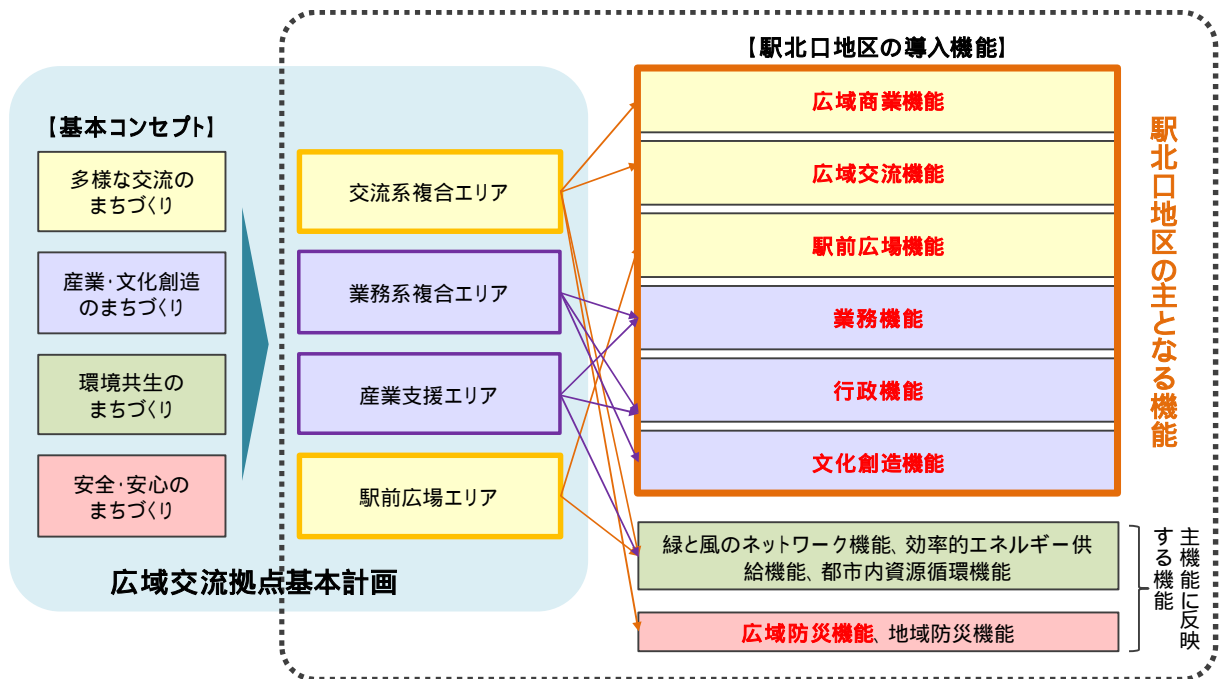 【基本コンセプト】
多様な交流の
まちづくり
産業・文化創造
のまちづくり
環境共生の
まちづくり
安全・安心の
まちづくり
広域交流拠点基本計画
交流系複合エリア
業務系複合エリア
産業支援エリア
駅前広場エリア
【駅北口地区の導入機能】
広域商業機能
広域交流機能
駅前広場機能
業務機能
行政機能
文化創造機能
緑と風のネットワーク機能、効率的エネルギー供
給機能、都市内資源循環機能
広域防災機能、地域防災機能
駅北口地区の主となる機能
主機能に反映
する機能